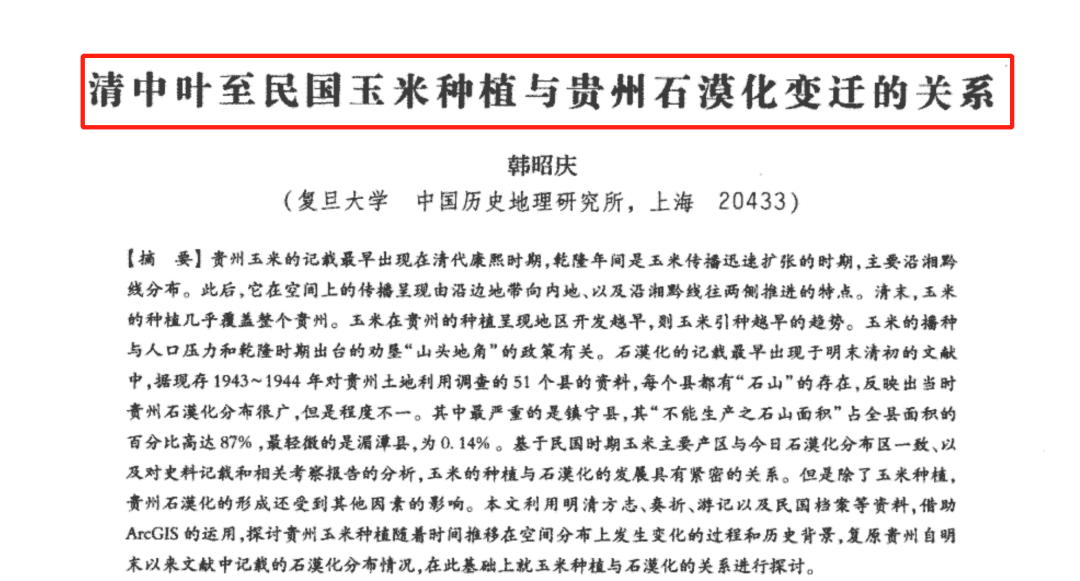 清中叶至民国玉米种植与贵州石漠化变迁的关系
韩昭庆
(复旦大学 中国历史地理研究所，上海 20433)
【摘 要】贵州玉米的记载最早出现在清代康熙时期,乾隆年间是玉米传播迅速扩张的时期,主要沿湘黔
线分布。此后,它在空间上的传播呈现由沿边地带向内地、以及沿湘黔线往两侧推进的特点。清末,玉米
的种植几乎覆盖整个贵州。玉米在贵州的种植呈现地区开发越早,则玉米引种越早的趋势。玉米的播种
与人口压力和乾隆时期出台的劝垦“山头地角”的政策有关。石漠化的记载最早出现于明末清初的文献
中,据现存1943~1944年对贵州土地利用调查的51个县的资料,每个县都有“石山”的存在,反映出当时
贵州石漠化分布很广,但是程度不一。其中最严重的是镇宁县,其“不能生产之石山面积”占全县面积的
百分比高达87%,最轻微的是湄潭县,为0.14%。基于民国时期玉米主要产区与今日石漠化分布区一致、以
及对史料记载和相关考察报告的分析,玉米的种植与石漠化的发展具有紧密的关系。但是除了玉米种植,
贵州石漠化的形成还受到其他因素的影响。本文利用明清方志、奏折、游记以及民国档案等资料,借助
ArcGIS的运用,探讨贵州玉米种植随着时间推移在空间分布上发生变化的过程和历史背景,复原贵州自明
末以来文献中记载的石漠化分布情况,在此基础上就玉米种植与石漠化的关系进行探讨。